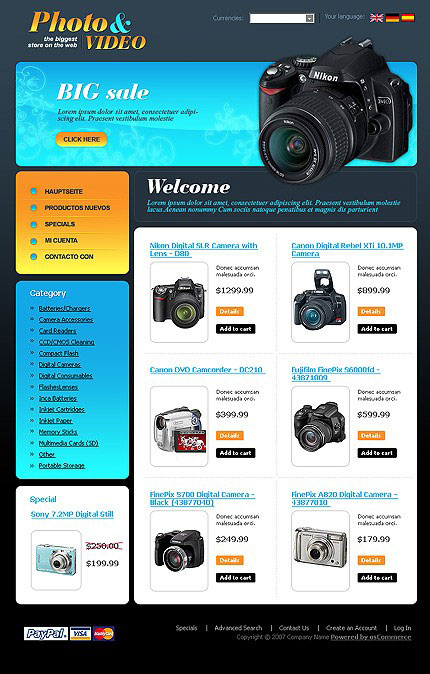 Photo&
VIDEO
the biggest
store on the web
Currencies:
Your language:
Nikon
BIG sale
Lorem ipsum dolor sit amet, consectetuer adipi-
scing elit. Praesent vestibulum molestie
CLICK HERE
HAUPTSEITE
PRODUCTOS NUEVOS
SPECIALS
MI CUENTA
CONTACTO CON
Welcome
Lorem ipsum dolor sit amet, consectetuer adipiscing elit. Praesent vestibulum molestie
lacus. Aenean nonummy Cum sociis natoque penatibus et magnis dis parturient
Category
Batteries/Chargers
Camera Accessories
Card Readers
CCD/CMOS Cleaning
Compact Flash
Digital Cameras
Digital Consumables
FlashesLenses
Inca Batteries
Inkjet Cartridges
Inkjet Paper
Memory Sticks
Multimedia Cards (SD)
Other
Portable Storage
Special
Sony 7.2MP Digital Still
$250.00
$199.99
Nikon Digital SLR Camera with
Lens - D80
Donec accumsan
malesuada orci.
$1299.99
Details
Add to cart
Canon Digital Rebel XTi 10.1MP
Camera
Donec accumsan
malesuada orci.
$899.99
Details
Add to cart
Canon DVD Camcorder - DC210
Donec accumsan
malesuada orci.
$399.99
Details
Add to cart
Fujifilm FinePix S6000fd -
43871009
Donec accumsan
malesuada orci.
$599.99
Details
Add to cart
FinePix S700 Digital Camera -
Black (43877040)
Donec accumsan
malesuada orci.
$249.99
Details
Add to cart
FinePix A820 Digital Camera -
43877010
Donec accumsan
malesuada orci.
$179.99
Details
Add to cart
PayPal VISA MasterCard
Specials | Advanced Search | Contact Us | Create an Account | Log In
Copyright © 2007 Company Name Powered by osCommerce